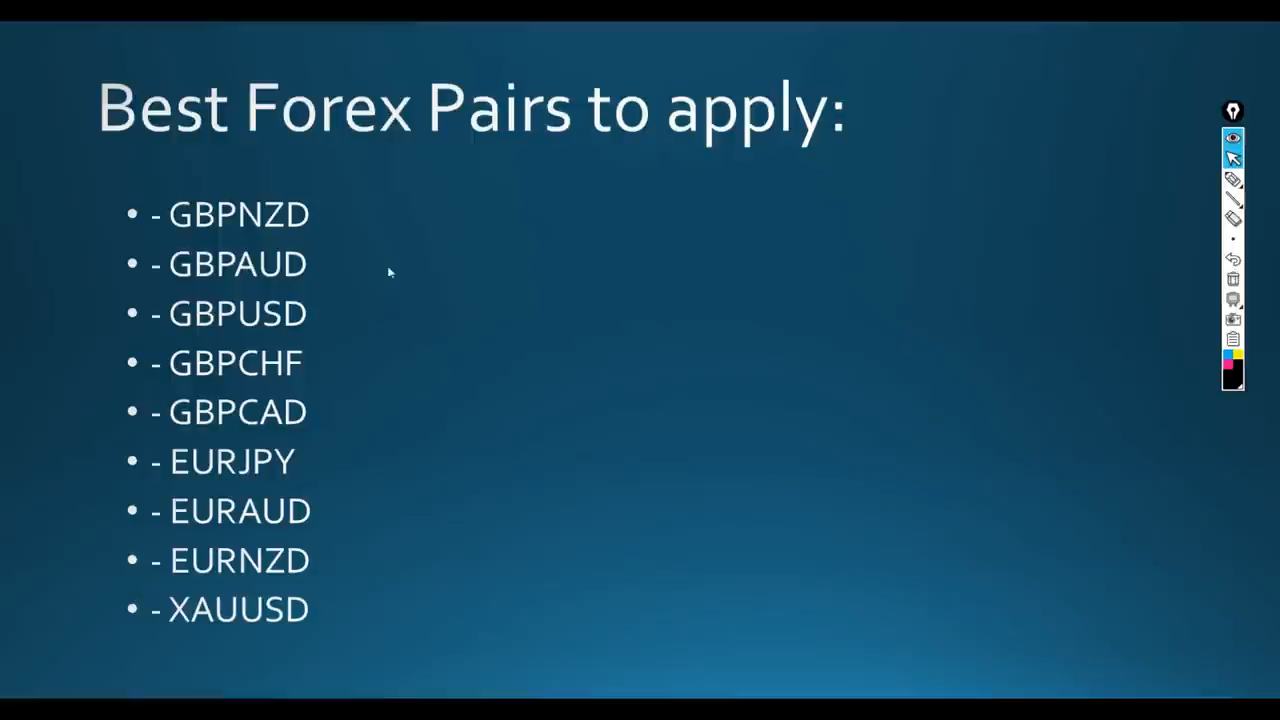 Best Forex Pairs to apply:
• - GBPNZD
• - GBPAUD
• - GBPUSD
• - GBPCHF
• - GBPCAD
• - EURJPY
• - EURAUD
• - EURNZD
• - XAUUSD